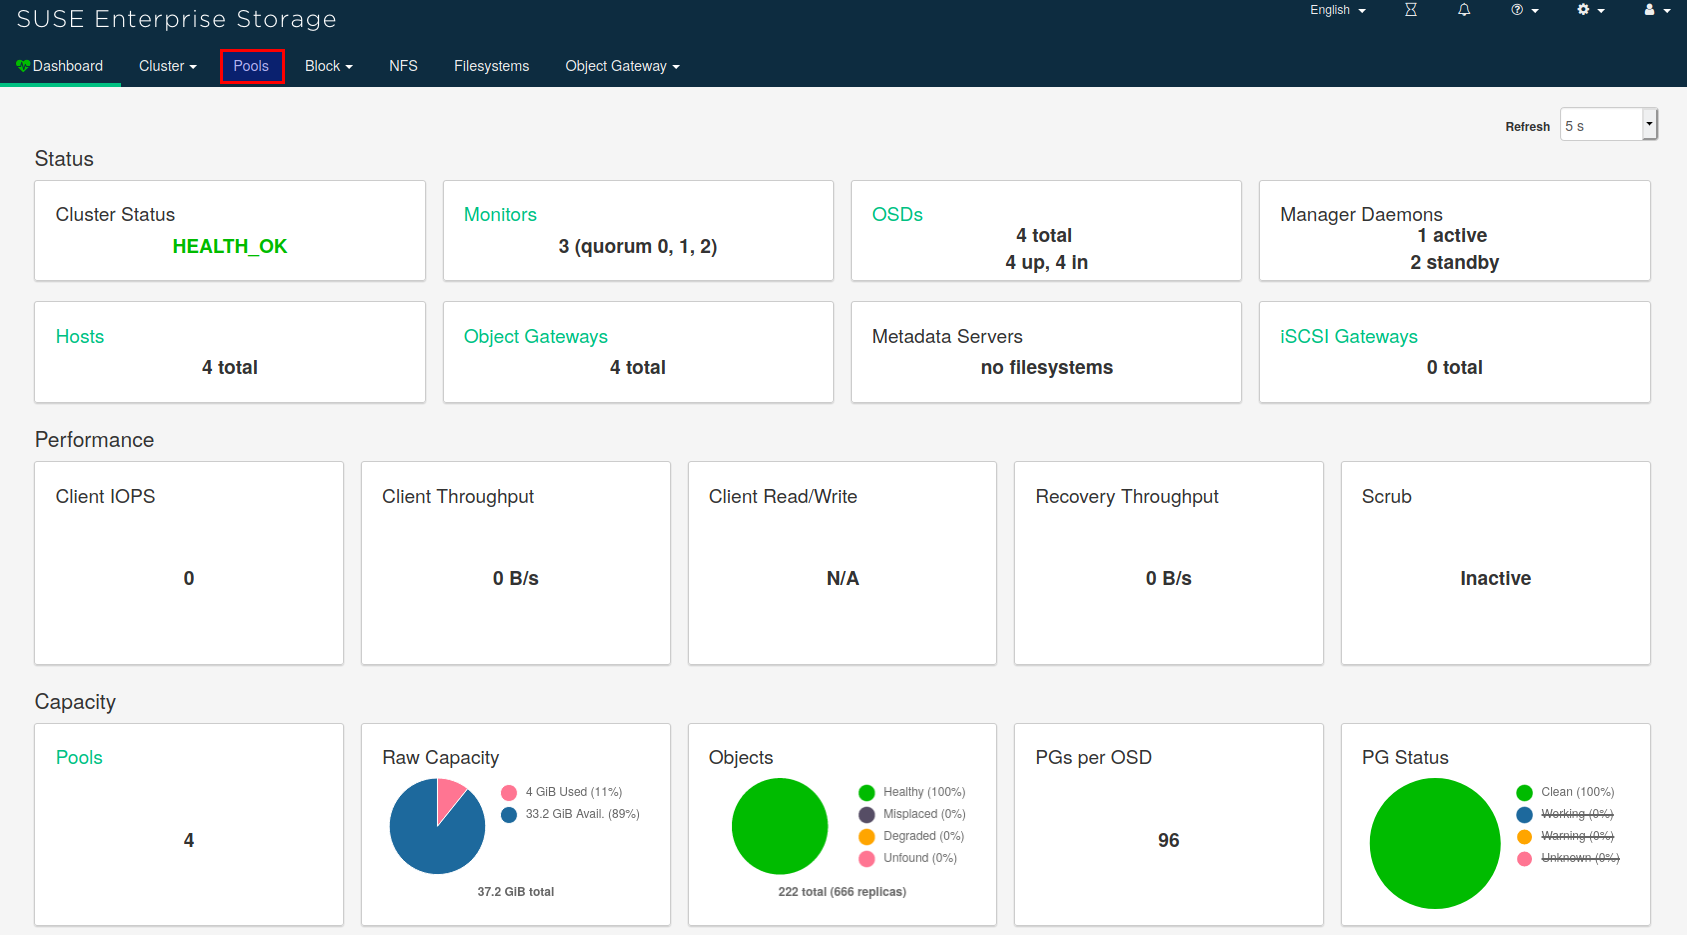 SUSE Enterprise Storage
English
Dashboard Cluster Pools Block NFS Filesystems Object Gateway
Refresh 5 s
Status
Cluster Status
HEALTH_OK
Monitors
3 (quorum 0, 1, 2)
OSDs
4 total
4 up, 4 in
Manager Daemons
1 active
2 standby
Hosts
4 total
Object Gateways
4 total
Metadata Servers
no filesystems
iSCSI Gateways
0 total
Performance
Client IOPS
0
Client Throughput
0 B/s
Client Read/Write
N/A
Recovery Throughput
0 B/s
Scrub
Inactive
Capacity
Pools
4
Raw Capacity
4 GiB Used (11%)
33.2 GiB Avail. (89%)
37.2 GiB total
Objects
Healthy (100%)
Misplaced (0%)
Degraded (0%)
Unfound (0%)
222 total (666 replicas)
PGs per OSD
96
PG Status
Clean (100%)
Working (0%)
Warning (0%)
Unknown (0%)